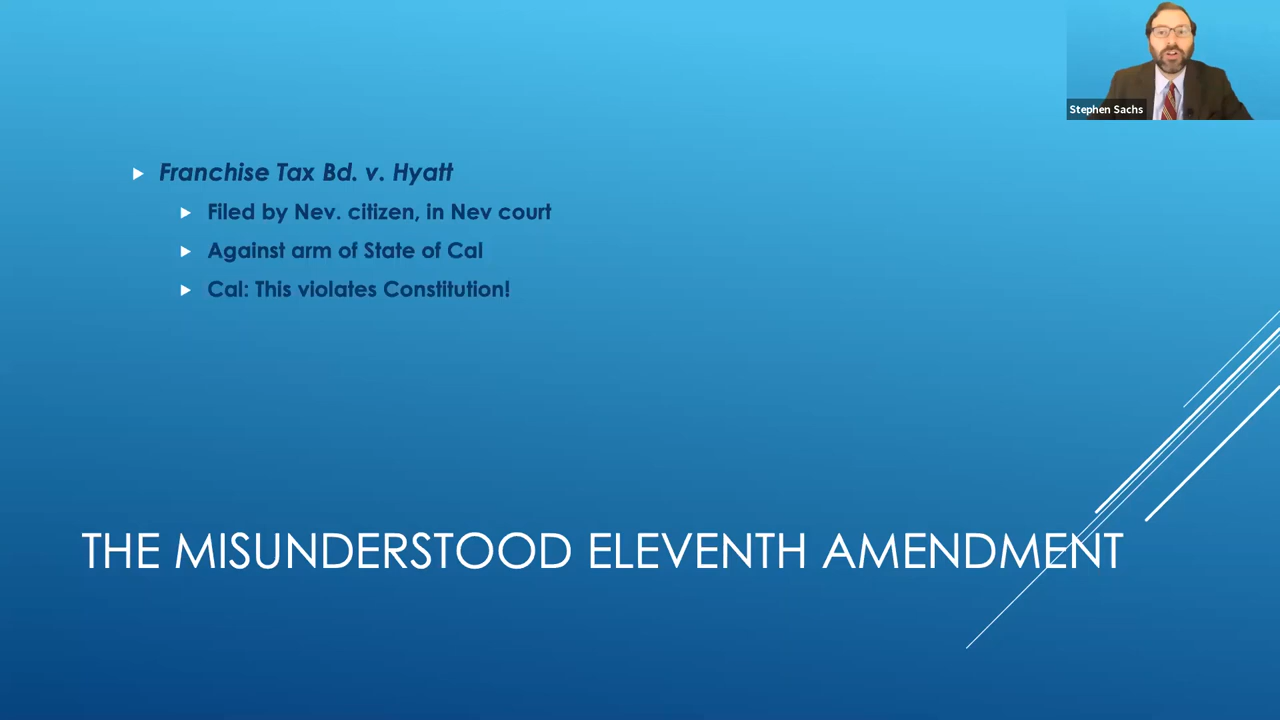 Stephen Sachs
Franchise Tax Bd. v. Hyatt
Filed by Nev. citizen, in Nev court
Against arm of State of Cal
Cal: This violates Constitution!
THE MISUNDERSTOOD ELEVENTH AMENDMENT